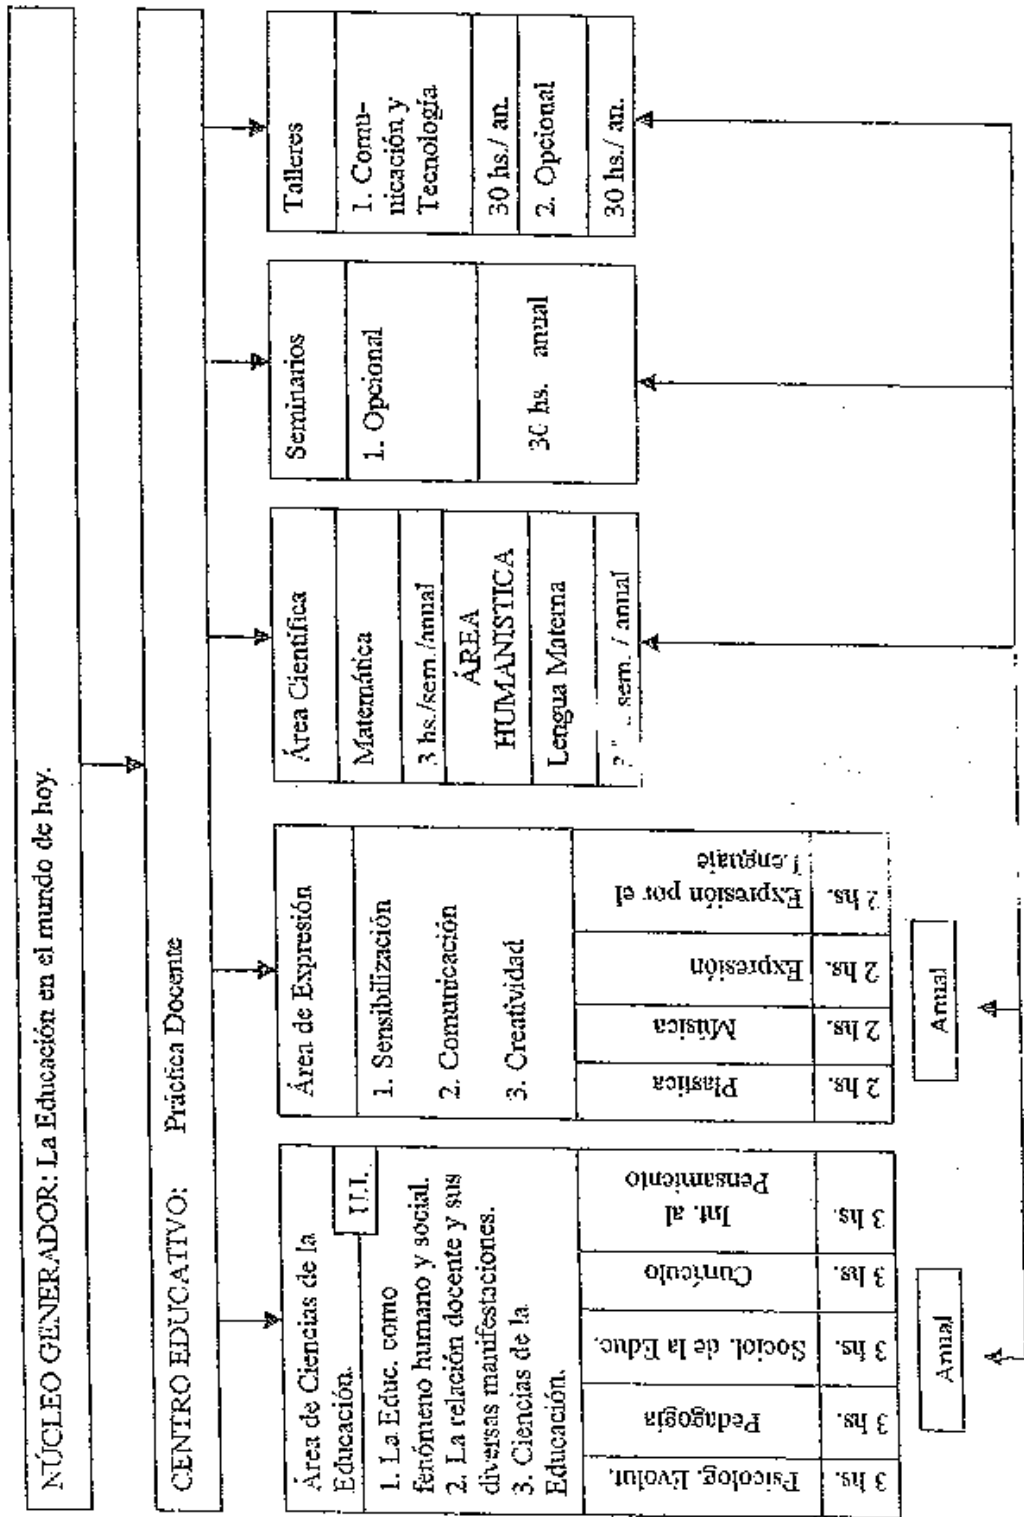 NÚCLEO GENERADOR: La Educación en el mundo de hoy.
CENTRO EDUCATIVO: Práctica Docente
Área de Ciencias de la
Educación.
U.I.
1. La Educ. como
fenómeno humano y social.
2. La relación docente y sus
diversas manifestaciones.
3. Ciencias de la
Educación.
Psicolog. Evolut.
3 hs.
Pedagogía
3 hs.
Sociol. de la Educ.
3 hs.
Currículo
3 hs.
Int. al
Pensamiento
3 hs.
Anual
Área de Expresión
1. Sensibilización
2. Comunicación
3. Creatividad
Plastica
2 hs.
Música
2 hs.
Expresión
2 hs.
Expresión por el
Lenguaje
2 hs.
Anual
Área Científica
Matemática
3 hs./sem./anual
ÁREA
HUMANISTICA
Lengua Materna
sem. / anual
Seminarios
1. Opcional
30 hs. anual
Talleres
1. Comu-
nicación y
Tecnología
30 hs./ an.
2. Opcional
30 hs./ an.